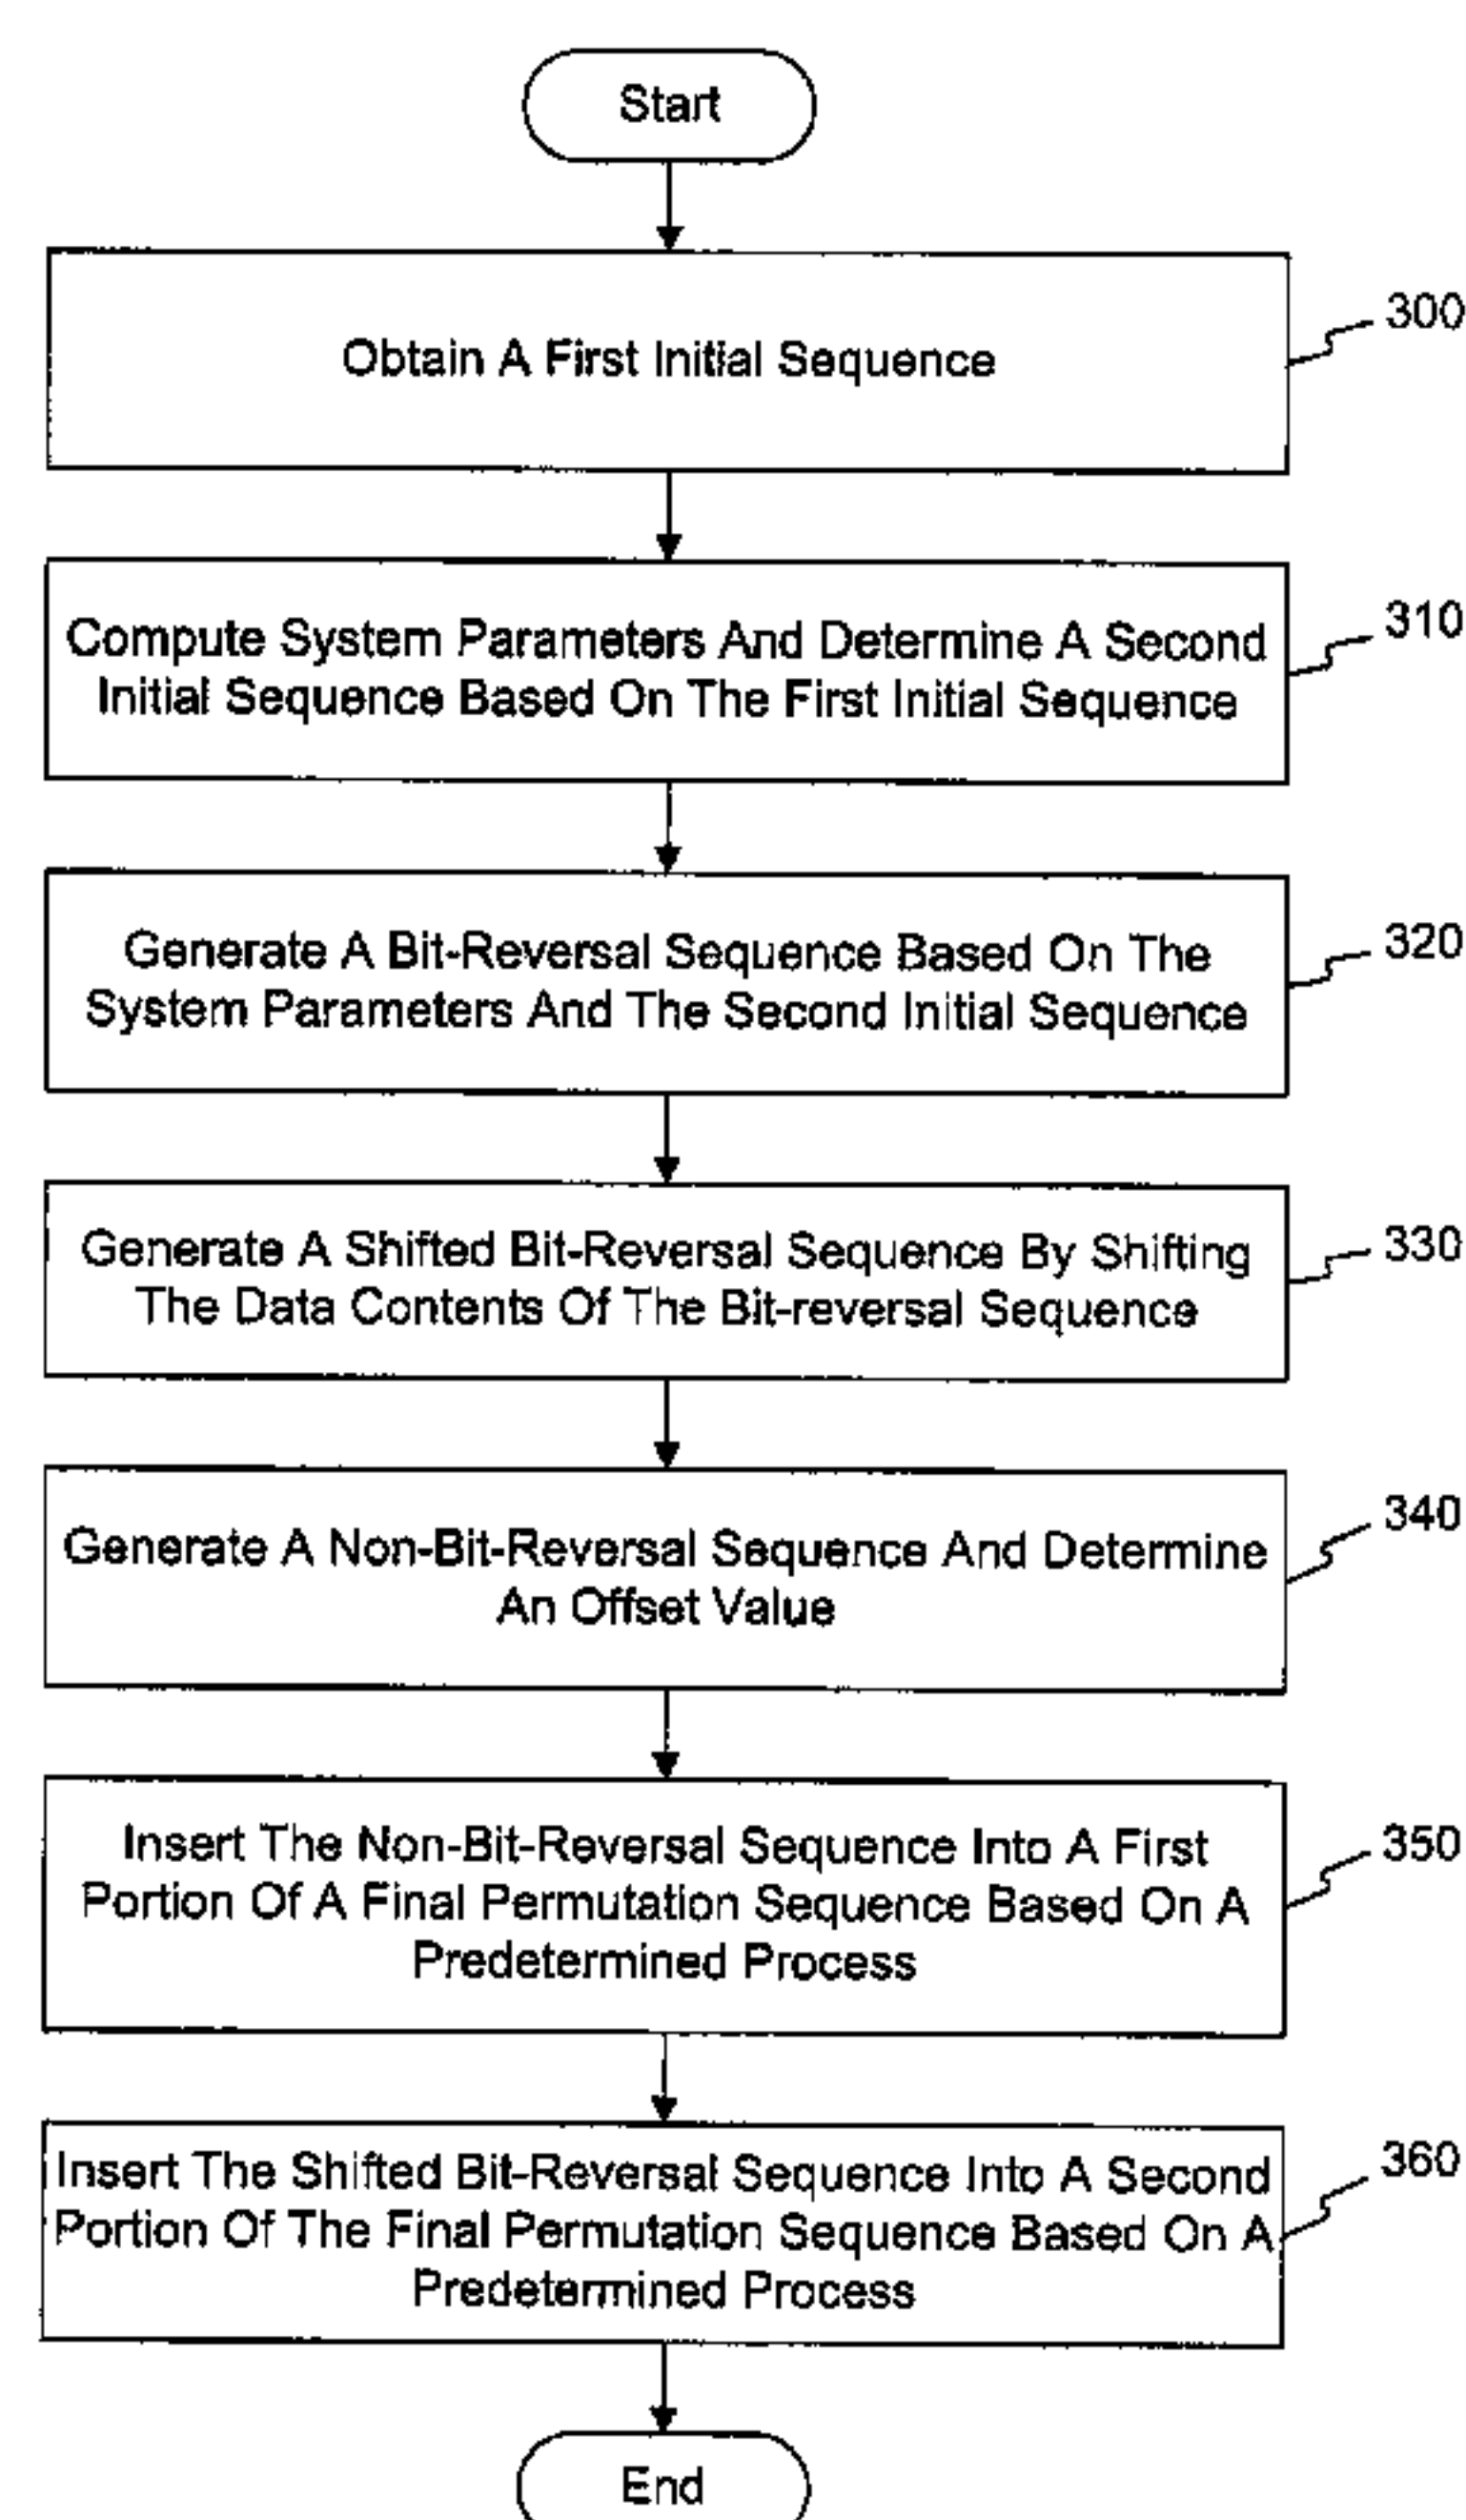 Start
Obtain A First Initial Sequence
300
Compute System Parameters And Determine A Second
Initial Sequence Based On The First Initial Sequence
310
Generate A Bit-Reversal Sequence Based On The
System Parameters And The Second Initial Sequence
320
Generate A Shifted Bit-Reversal Sequence By Shifting
The Data Contents Of The Bit-reversal Sequence
330
Generate A Non-Bit-Reversal Sequence And Determine
An Offset Value
340
Insert The Non-Bit-Reversal Sequence Into A First
Portion Of A Final Permutation Sequence Based On A
Predetermined Process
350
Insert The Shifted Bit-Reversal Sequence Into A Second
Portion Of The Final Permutation Sequence Based On A
Predetermined Process
360
End